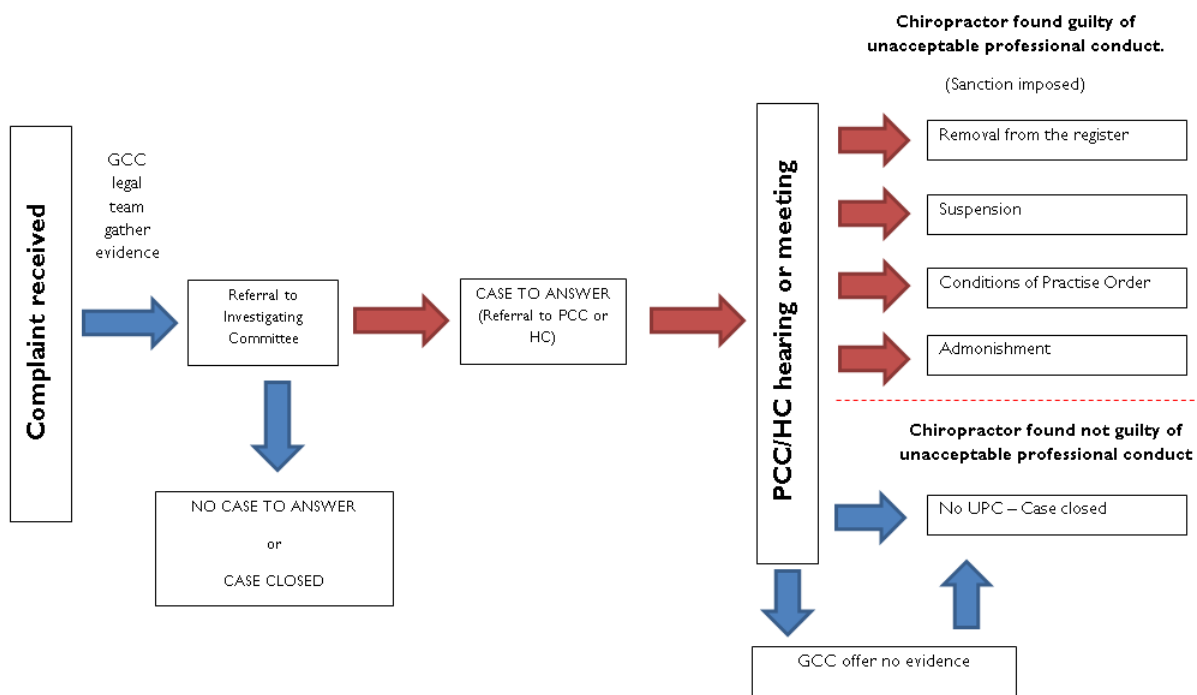 Complaint received
GCC
legal
team
gather
evidence
Referral to
Investigating
Committee
NO CASE TO ANSWER
or
CASE CLOSED
CASE TO ANSWER
(Referral to PCC or
HC)
PCC/HC hearing or meeting
Chiropractor found guilty of
unacceptable professional conduct.
(Sanction imposed)
Removal from the register
Suspension
Conditions of Practise Order
Admonishment
Chiropractor found not guilty of
unacceptable professional conduct
No UPC – Case closed
GCC offer no evidence